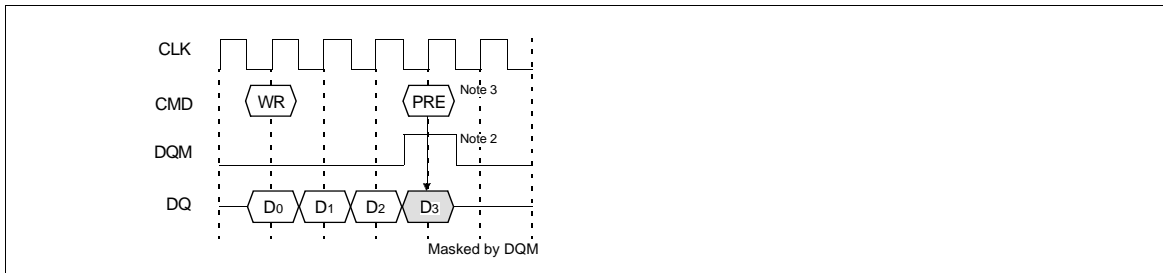 CLK
CMD WR PRE Note 3
DQM Note 2
DQ D0 D1 D2 D3
Masked by DQM